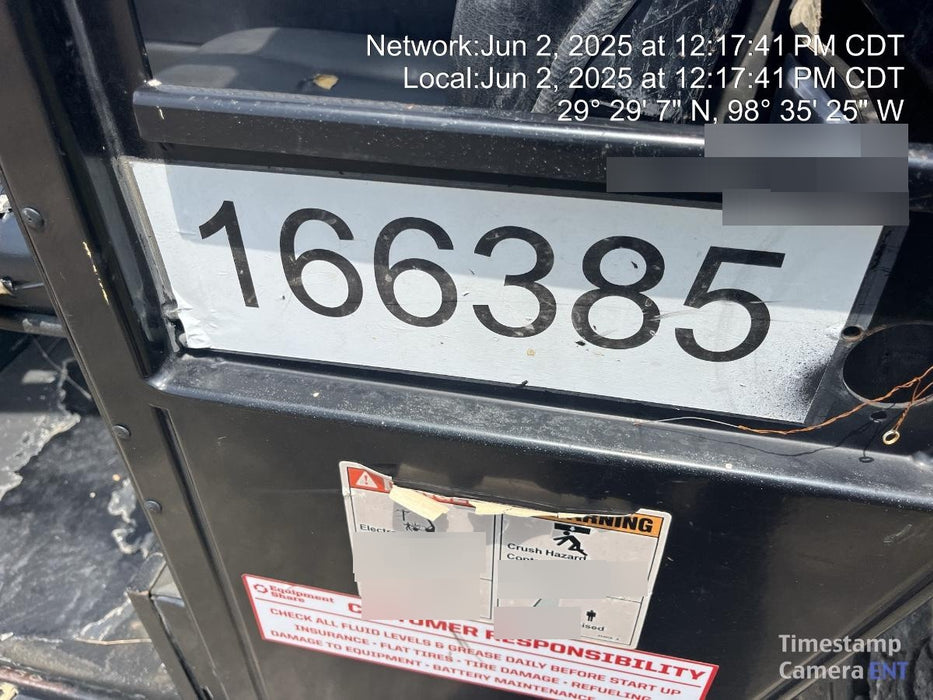 Network:Jun 2, 2025 at 12:17:41 PM CDT
Local:Jun 2, 2025 at 12:17:41 PM CDT
29° 29' 7" N, 98° 35' 25" W
166385
WARNING
Crush Hazard
Equipment
Share
CUSTOMER RESPONSIBILITY
CHECK ALL FLUID LEVELS & GREASE DAILY BEFORE START UP
INSURANCE · FLAT TIRES · TIRE DAMAGE · REFUELING
DAMAGE TO EQUIPMENT · BATTERY MAINTENANCE
Timestamp
Camera ENT